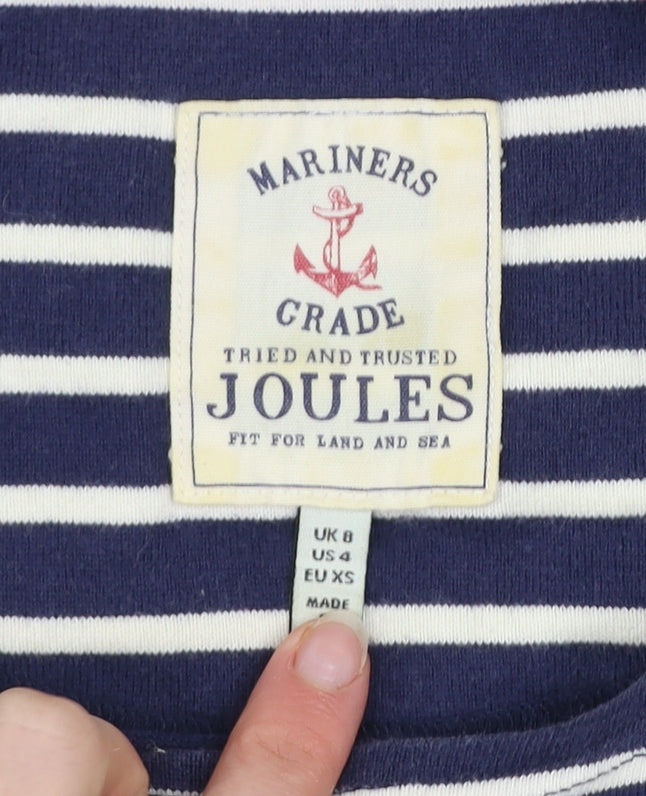 MARINERS
GRADE
TRIED AND TRUSTED
JOULES
FIT FOR LAND AND SEA
UK 8
US 4
EU XS
MADE